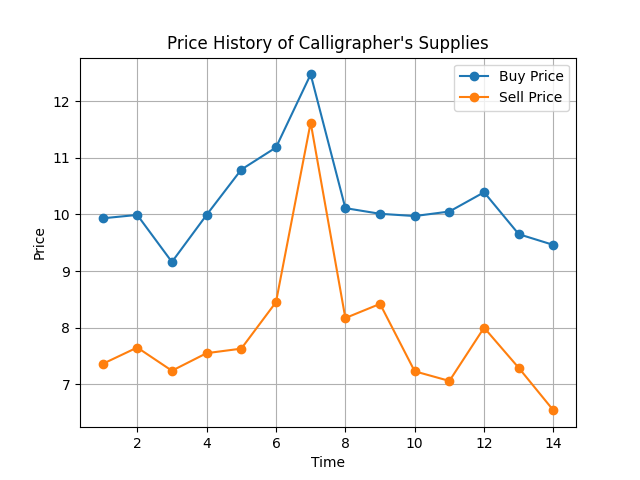 Price History of Calligrapher's Supplies
Buy Price
Sell Price
Price
12
11
10
9
8
7
2 4 6 8 10 12 14
Time